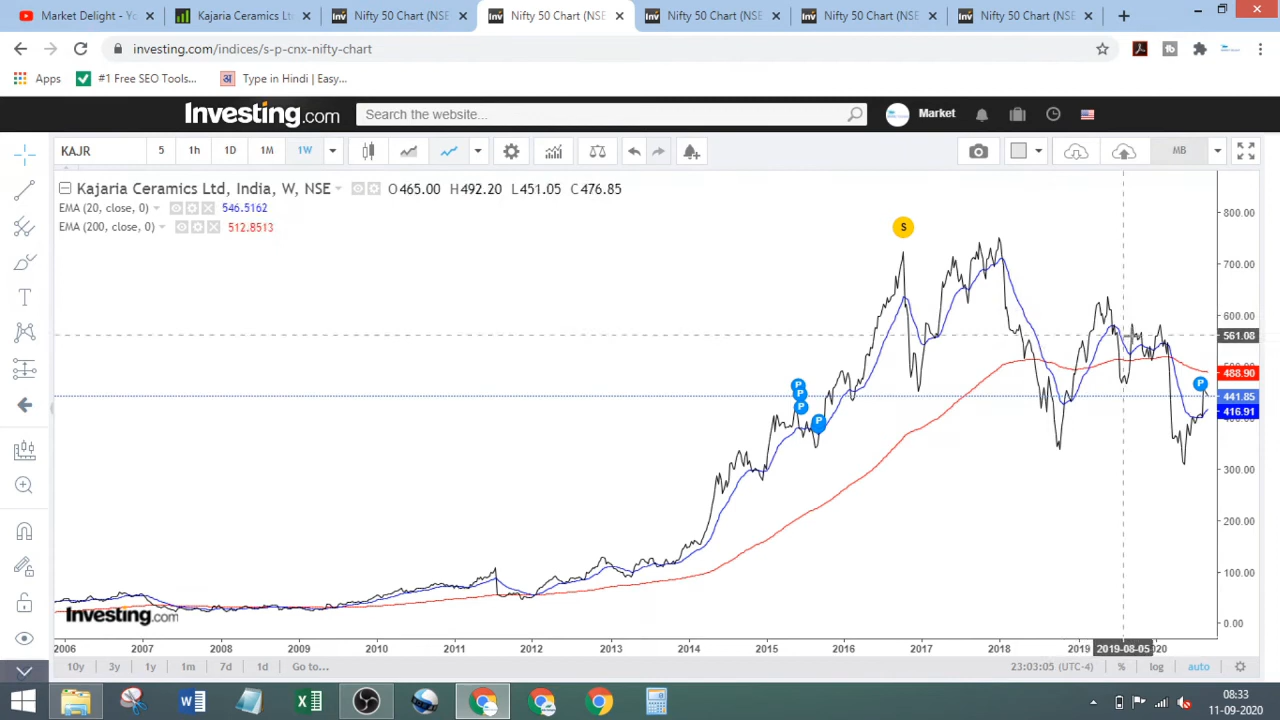 Market Delight - Yo
Kajaria Ceramics Ltd
Nifty 50 Chart (NSE
Nifty 50 Chart (NSE
Nifty 50 Chart (NSE
Nifty 50 Chart (NSE
Nifty 50 Chart (NSE
investing.com/indices/s-p-cnx-nifty-chart
Apps
#1 Free SEO Tools...
अ Type in Hindi | Easy...
Investing.com
Search the website...
Market
KAJR
5
1h
1D
1M
1W
MB
Kajaria Ceramics Ltd, India, W, NSE
O465.00 H492.20 L451.05 C476.85
EMA (20, close, 0)
546.5162
EMA (200, close, 0)
512.8513
S
P
P
P
P
P
800.00
700.00
600.00
561.08
488.90
441.85
416.91
300.00
200.00
100.00
0.00
Investing.com
2006 2007 2008 2009 2010 2011 2012 2013 2014 2015 2016 2017 2018 2019 2019-08-05
10y 3y 1y 1m 7d 1d Go to...
23:03:05 (UTC-4)
%
log
auto
08:33
11-09-2020